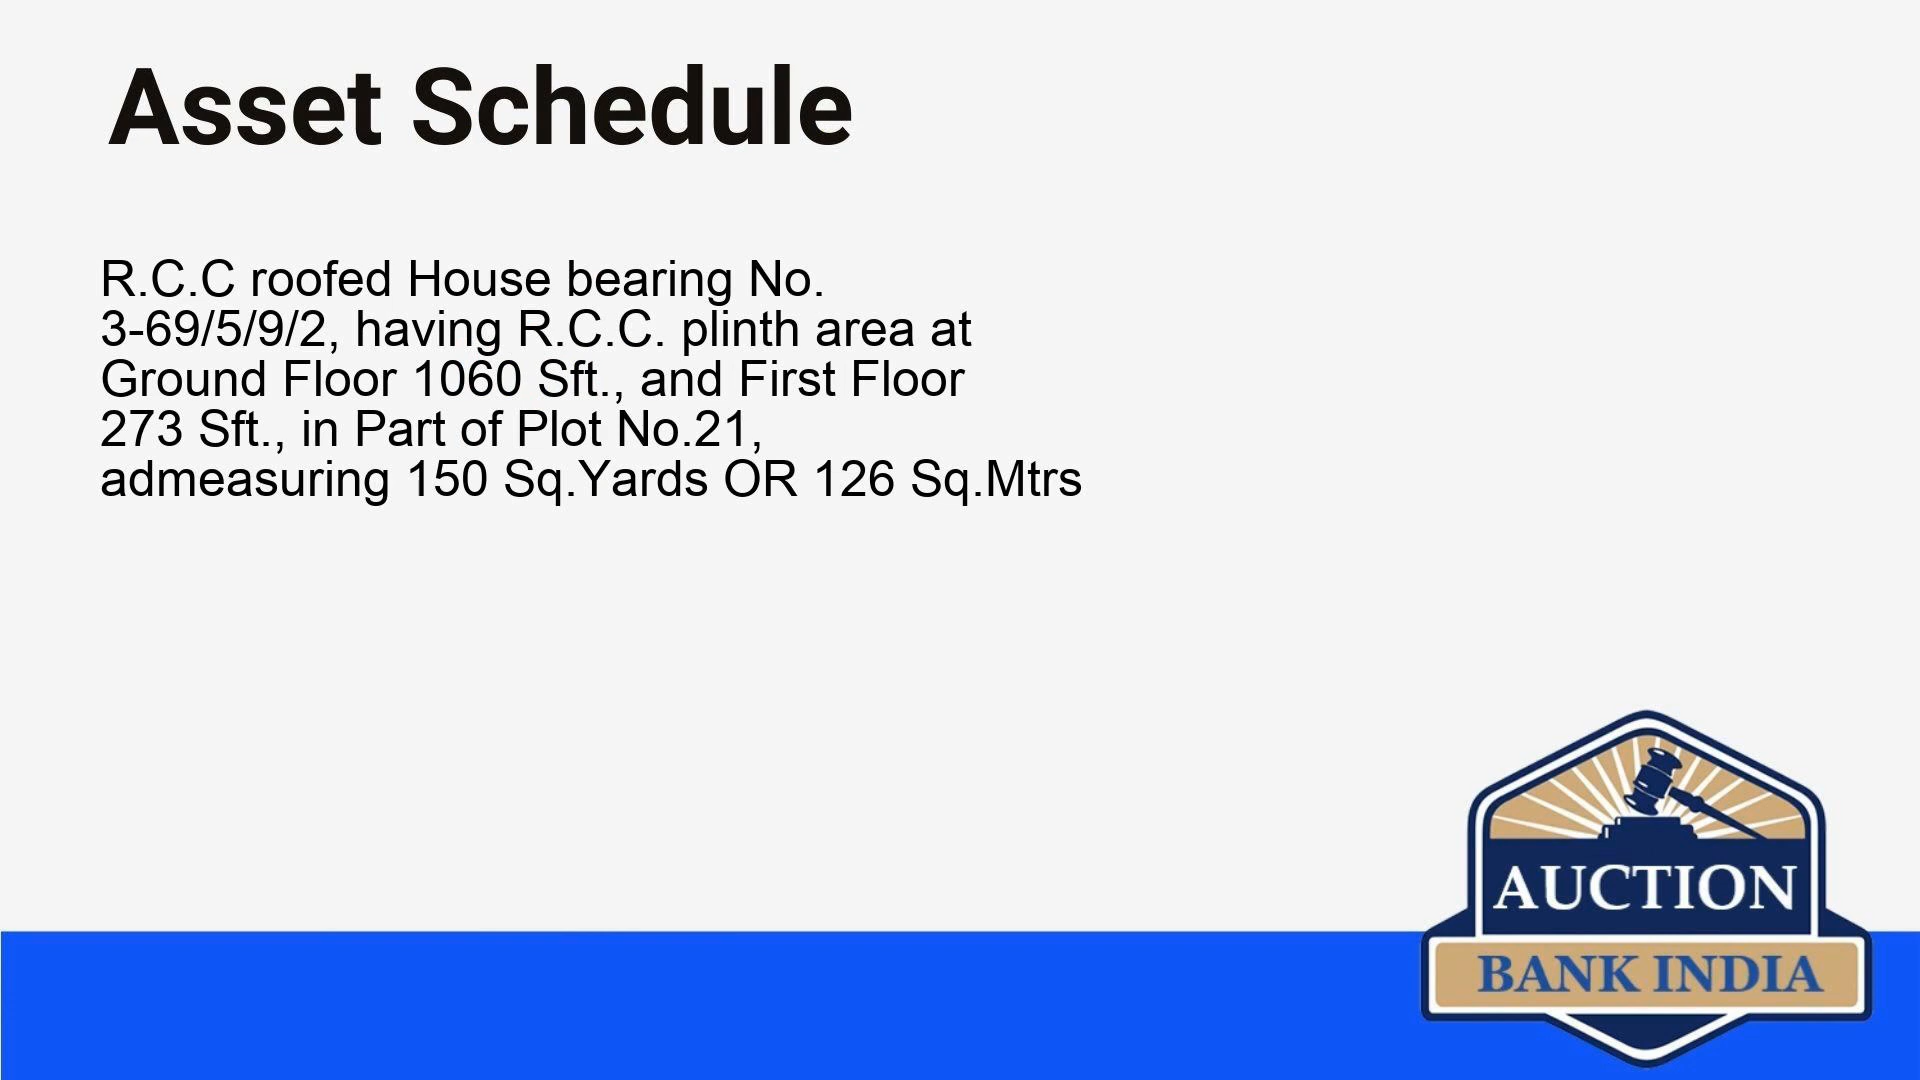 Asset Schedule
R.C.C roofed House bearing No.
3-69/5/9/2, having R.C.C. plinth area at
Ground Floor 1060 Sft., and First Floor
273 Sft., in Part of Plot No.21,
admeasuring 150 Sq.Yards OR 126 Sq.Mtrs
AUCTION
BANK INDIA